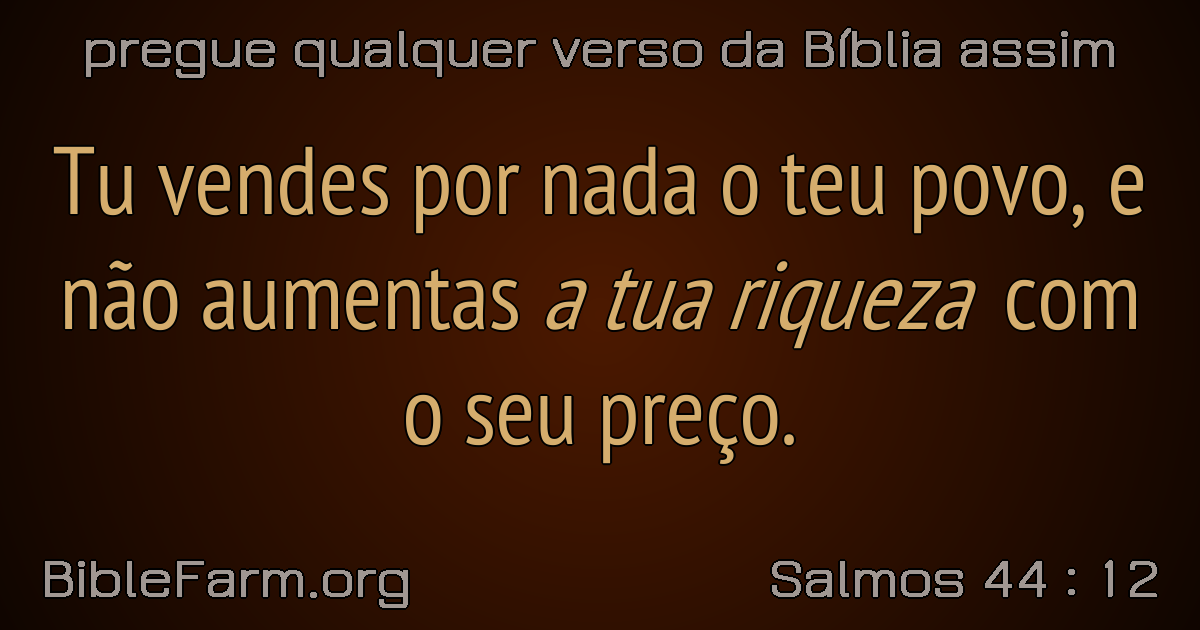 pregue qualquer verso da Bíblia assim
Tu vendes por nada o teu povo, e
não aumentas a tua riqueza com
o seu preço.
BibleFarm.org
Salmos 44 : 12